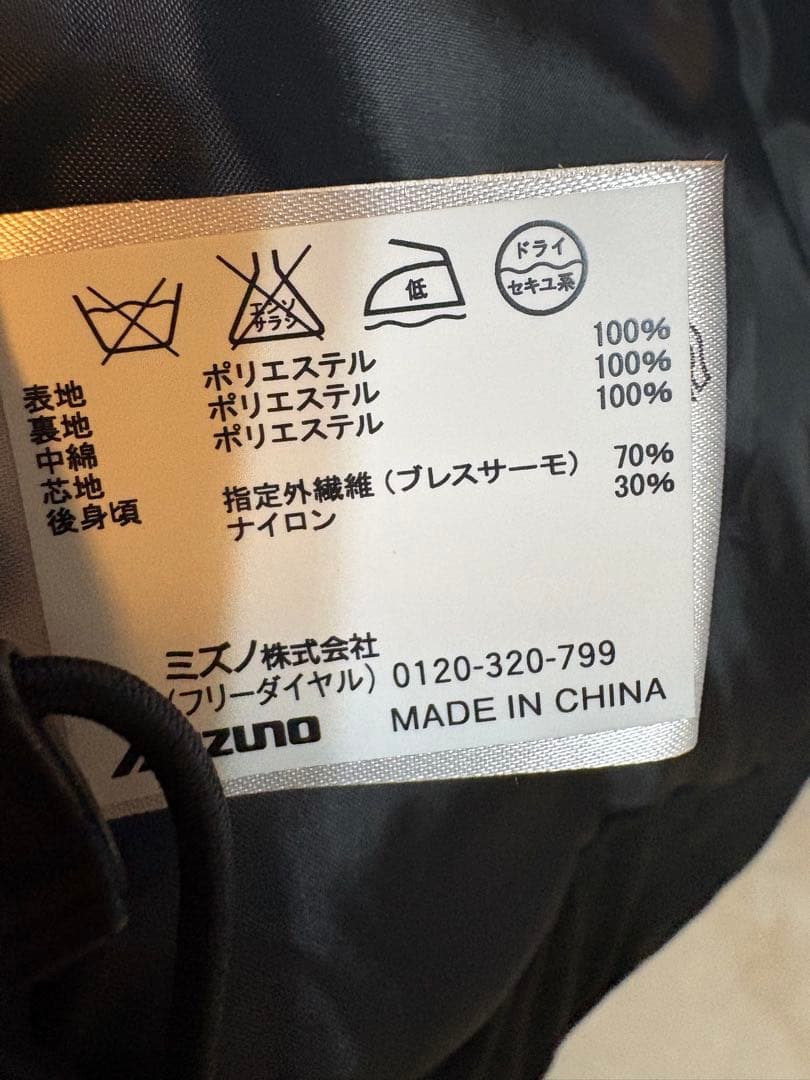 エンソ
サラシ
低
ドライ
セキユ系
表地 ポリエステル 100%
裏地 ポリエステル 100%
中綿 ポリエステル 100%
芯地
後身頃 指定外繊維(ブレスサーモ) 70%
ナイロン 30%
ミズノ株式会社
(フリーダイヤル) 0120-320-799
MADE IN CHINA